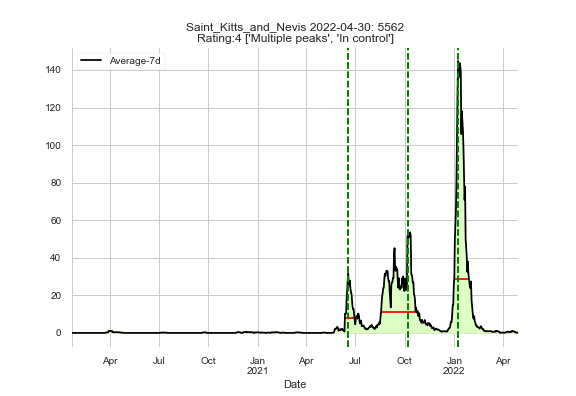 Saint_Kitts_and_Nevis 2022-04-30: 5562
Rating:4 ['Multiple peaks', 'In control']
Average-7d
140
120
100
80
60
40
20
0
Apr Jul Oct Jan Apr Jul Oct Jan Apr
2021 2022
Date